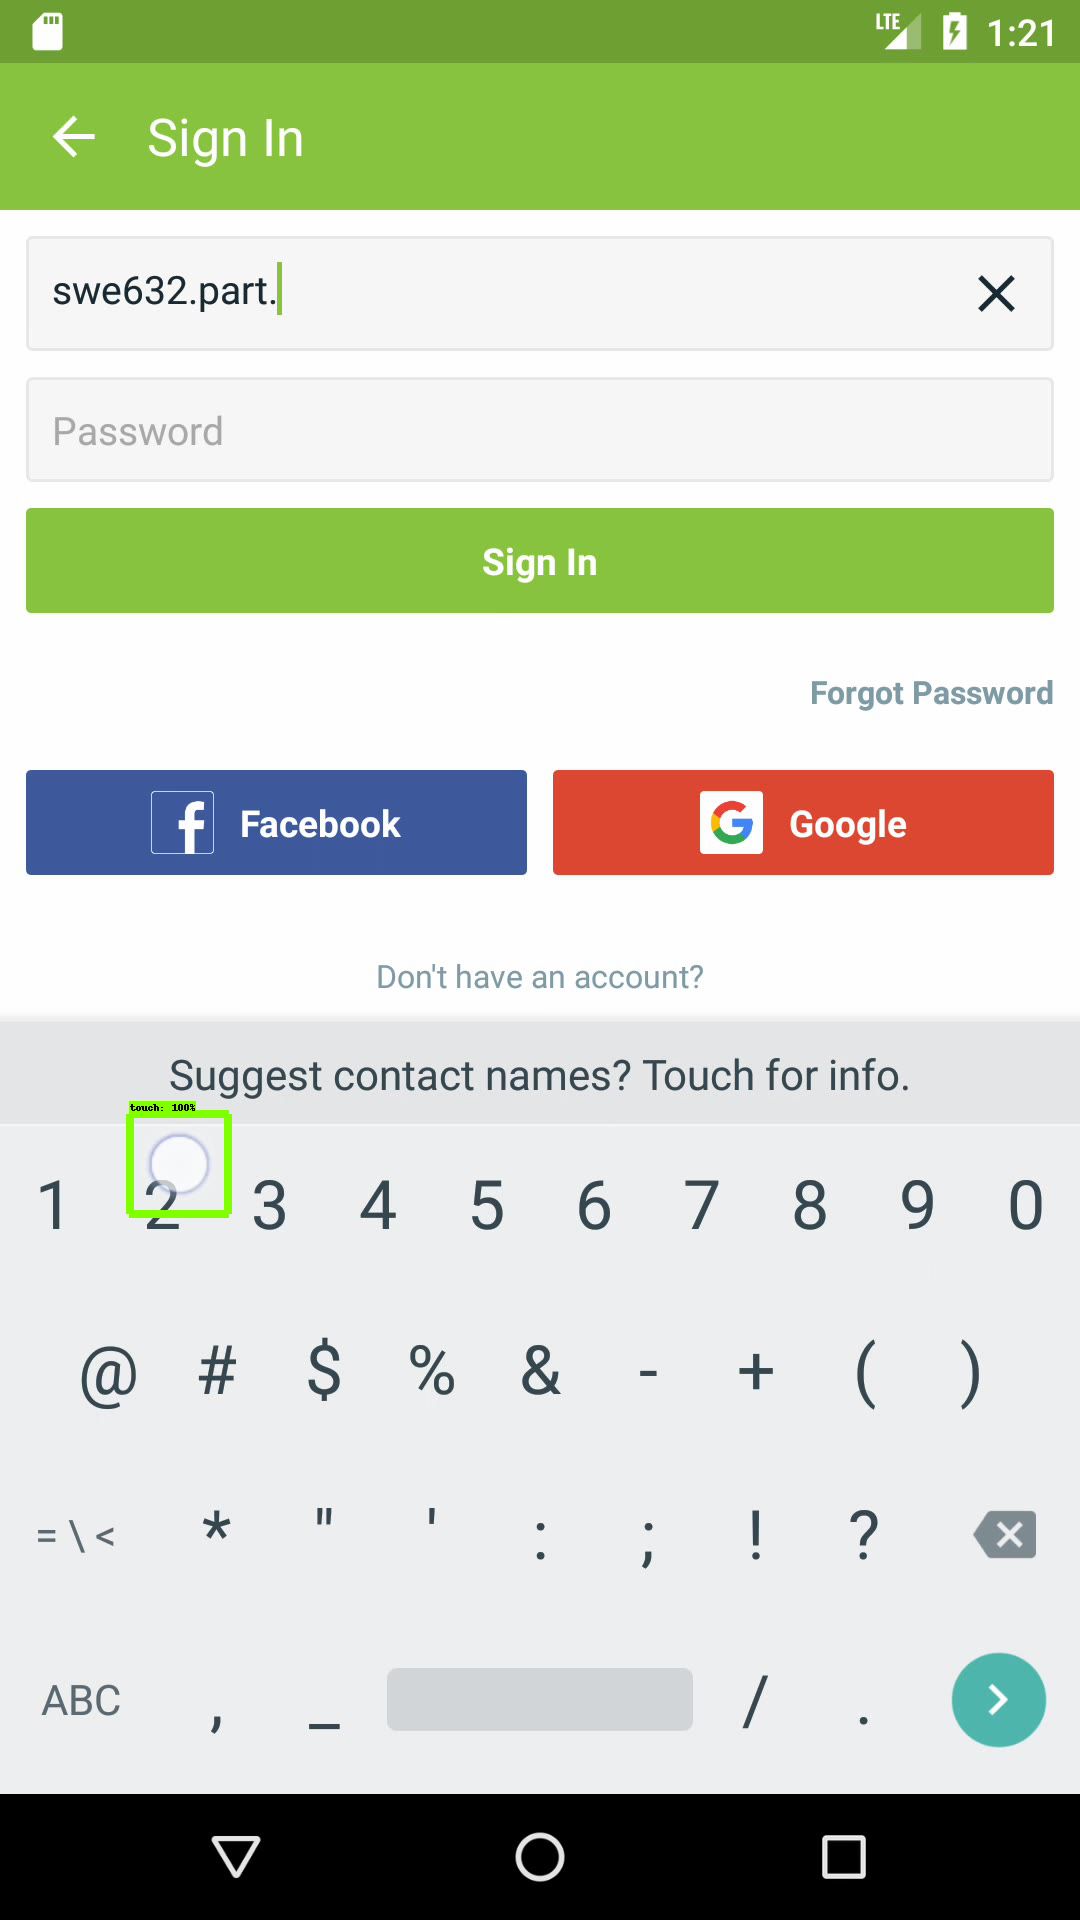 LTE 1:21
Sign In
swe632.part.
Password
Sign In
Forgot Password
Facebook
Google
Don't have an account?
Suggest contact names? Touch for info.
touch: 100%
1 2 3 4 5 6 7 8 9 0
@ # $ % & - + ( )
= \ < * " ' : ; ! ?
ABC , _ / .